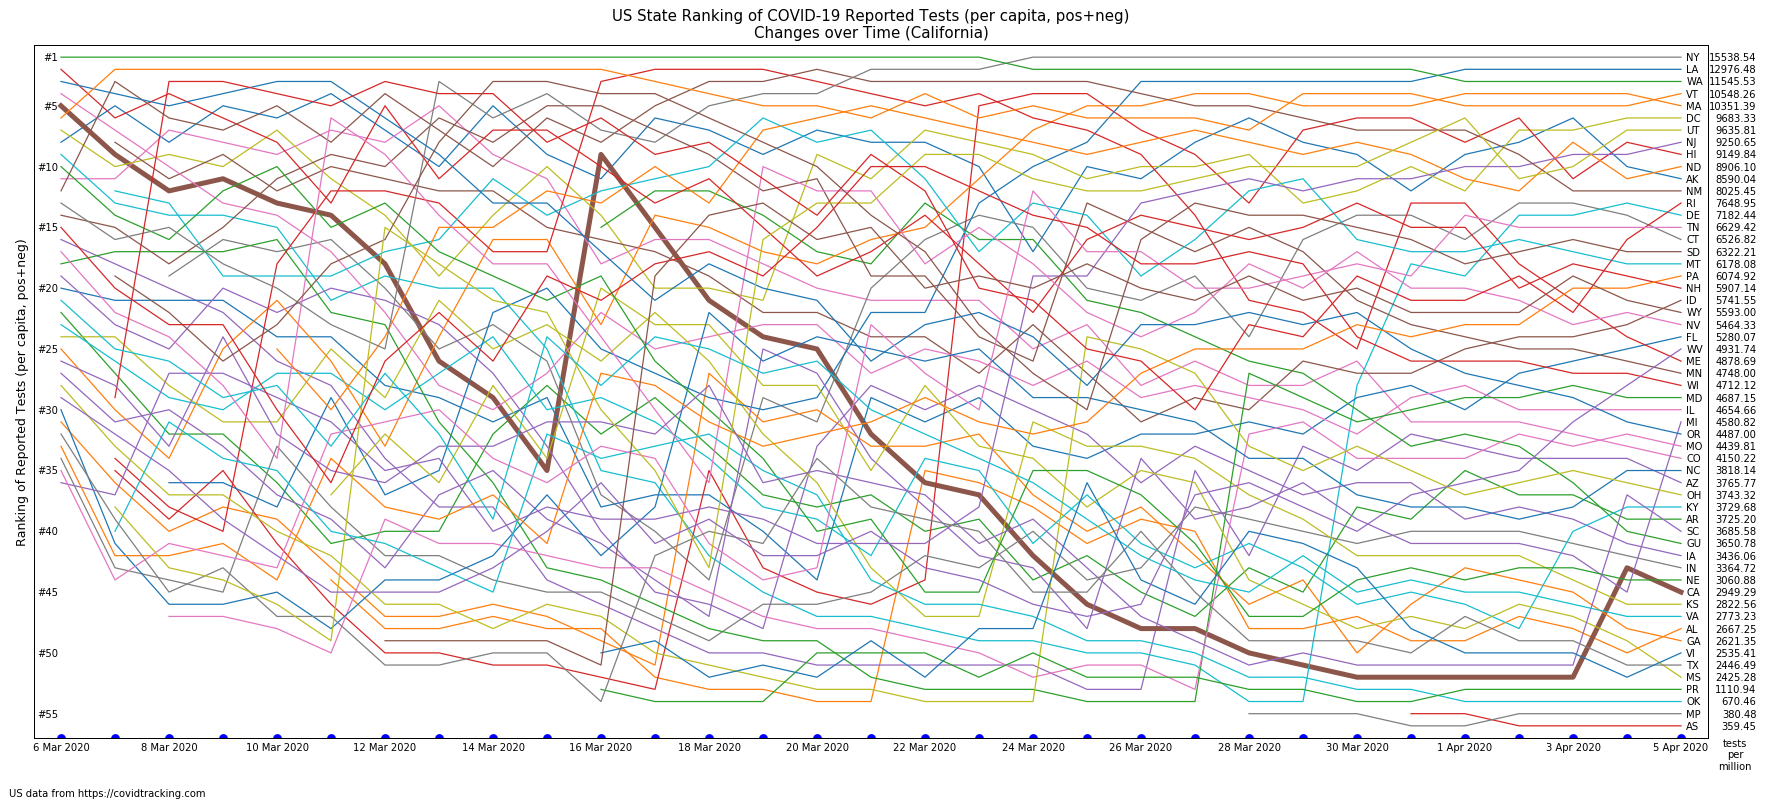 US State Ranking of COVID-19 Reported Tests (per capita, pos+neg)
Changes over Time (California)
Ranking of Reported Tests (per capita, pos+neg)
#1
#5
#10
#15
#20
#25
#30
#35
#40
#45
#50
#55
NY 15538.54
LA 12976.48
WA 11545.53
VT 10548.26
MA 10351.39
DC 9683.33
UT 9635.81
NJ 9250.65
HI 9149.84
ND 8906.10
AK 8590.04
NM 8025.45
RI 7648.95
DE 7182.44
TN 6629.42
CT 6526.82
SD 6322.21
MT 6178.08
PA 6074.92
NH 5907.14
ID 5741.55
WY 5593.00
NV 5464.33
FL 5280.07
WV 4931.74
ME 4878.69
MN 4748.00
WI 4712.12
MD 4687.15
IL 4654.66
MI 4580.82
OR 4487.00
MO 4439.81
CO 4150.22
NC 3818.14
AZ 3765.77
OH 3743.32
KY 3729.68
AR 3725.20
SC 3685.58
GU 3650.78
IA 3436.06
IN 3364.72
NE 3060.88
CA 2949.29
KS 2822.56
VA 2773.23
AL 2667.25
GA 2621.35
VI 2535.41
TX 2446.49
MS 2425.28
PR 1110.94
OK 670.46
MP 380.48
AS 359.45
6 Mar 2020 8 Mar 2020 10 Mar 2020 12 Mar 2020 14 Mar 2020 16 Mar 2020 18 Mar 2020 20 Mar 2020 22 Mar 2020 24 Mar 2020 26 Mar 2020 28 Mar 2020 30 Mar 2020 1 Apr 2020 3 Apr 2020 5 Apr 2020
tests
per
million
US data from https://covidtracking.com